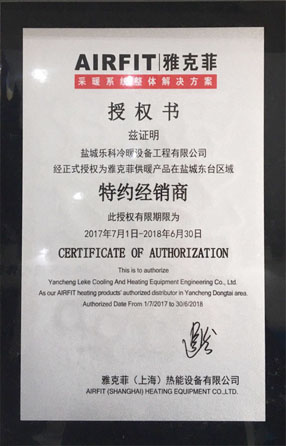 AIRFIT 雅克菲
采暖系统整体解决方案
授权书
兹证明
盐城乐科冷暖设备工程有限公司
经正式授权为雅克菲供暖产品在盐城东台区域
特约经销商
此授权有限期限为
2017年7月1日-2018年6月30日
CERTIFICATE OF AUTHORIZATION
This is to authorize
Yancheng Leke Cooling And Heating Equipment Engineering Co., Ltd.
As our AIRFIT heating products' authorized distributor in Yancheng Dongtai area.
Authorized Date From 1/7/2017 to 30/6/2018
雅克菲（上海）热能设备有限公司
AIRFIT (SHANGHAI) HEATING EQUIPMENT CO.,LTD.